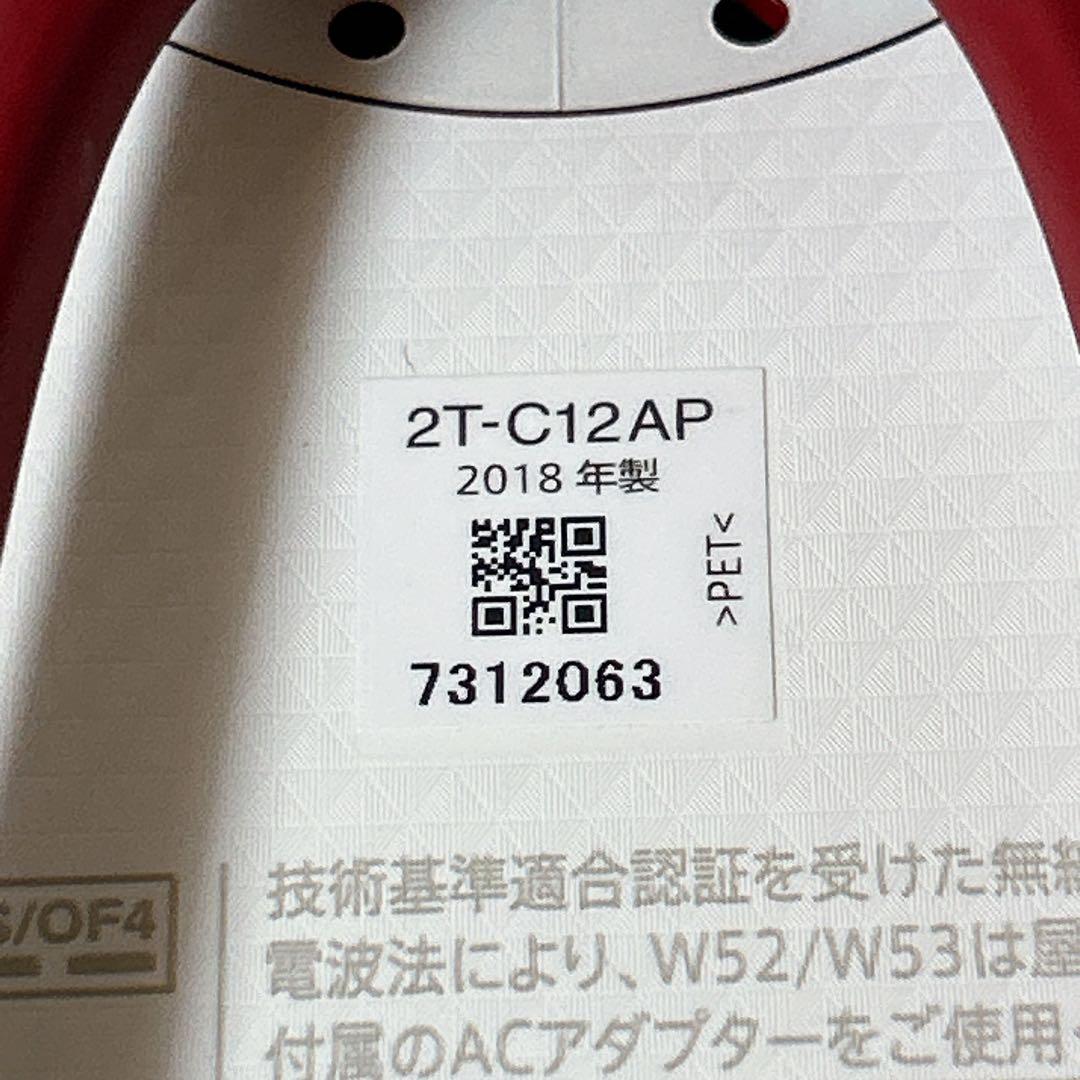 2T-C12AP
2018 年製
>PET<
7312063
S/OF4
技術基準適合認証を受けた無線
電波法により、W52/W53は屋
付属のACアダプターをご使用